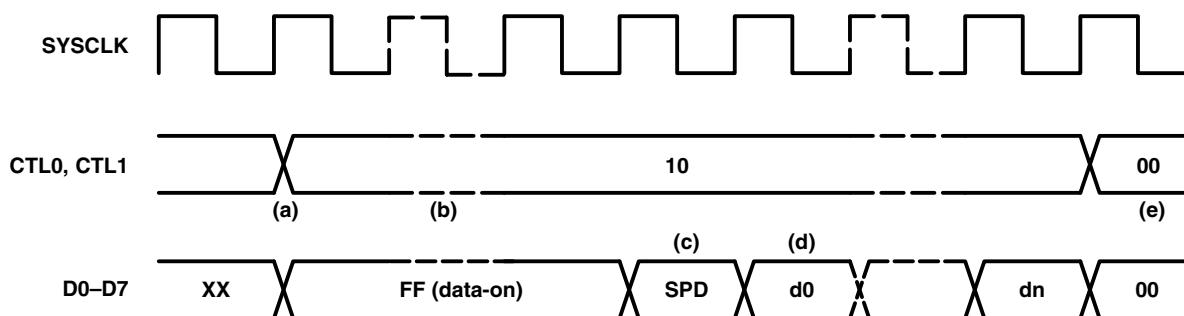 SYSCLK
CTL0, CTL1
10
00
(a)
(b)
(e)
(c)
(d)
D0–D7
XX
FF (data-on)
SPD
d0
dn
00